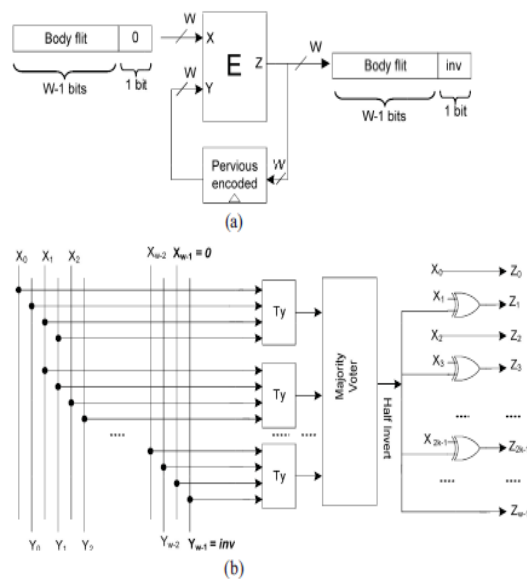 Body flit 0
W-1 bits 1 bit
W X
W Y
E
Z W
Body flit inv
W-1 bits 1 bit
Pervious
encoded
W
(a)
X0 X1 X2 Xw-2 Xw-1 = 0
Ty
Ty
Ty
....
.... ....
Majority
Voter
Half Invert
X0 Z0
X1 Z1
X2 Z2
X3 Z3
.... ....
X2k-1 Z2k-1
.... ....
Zw-1
Y0 Y1 Y2 Yw-2 Yw-1 = inv
(b)